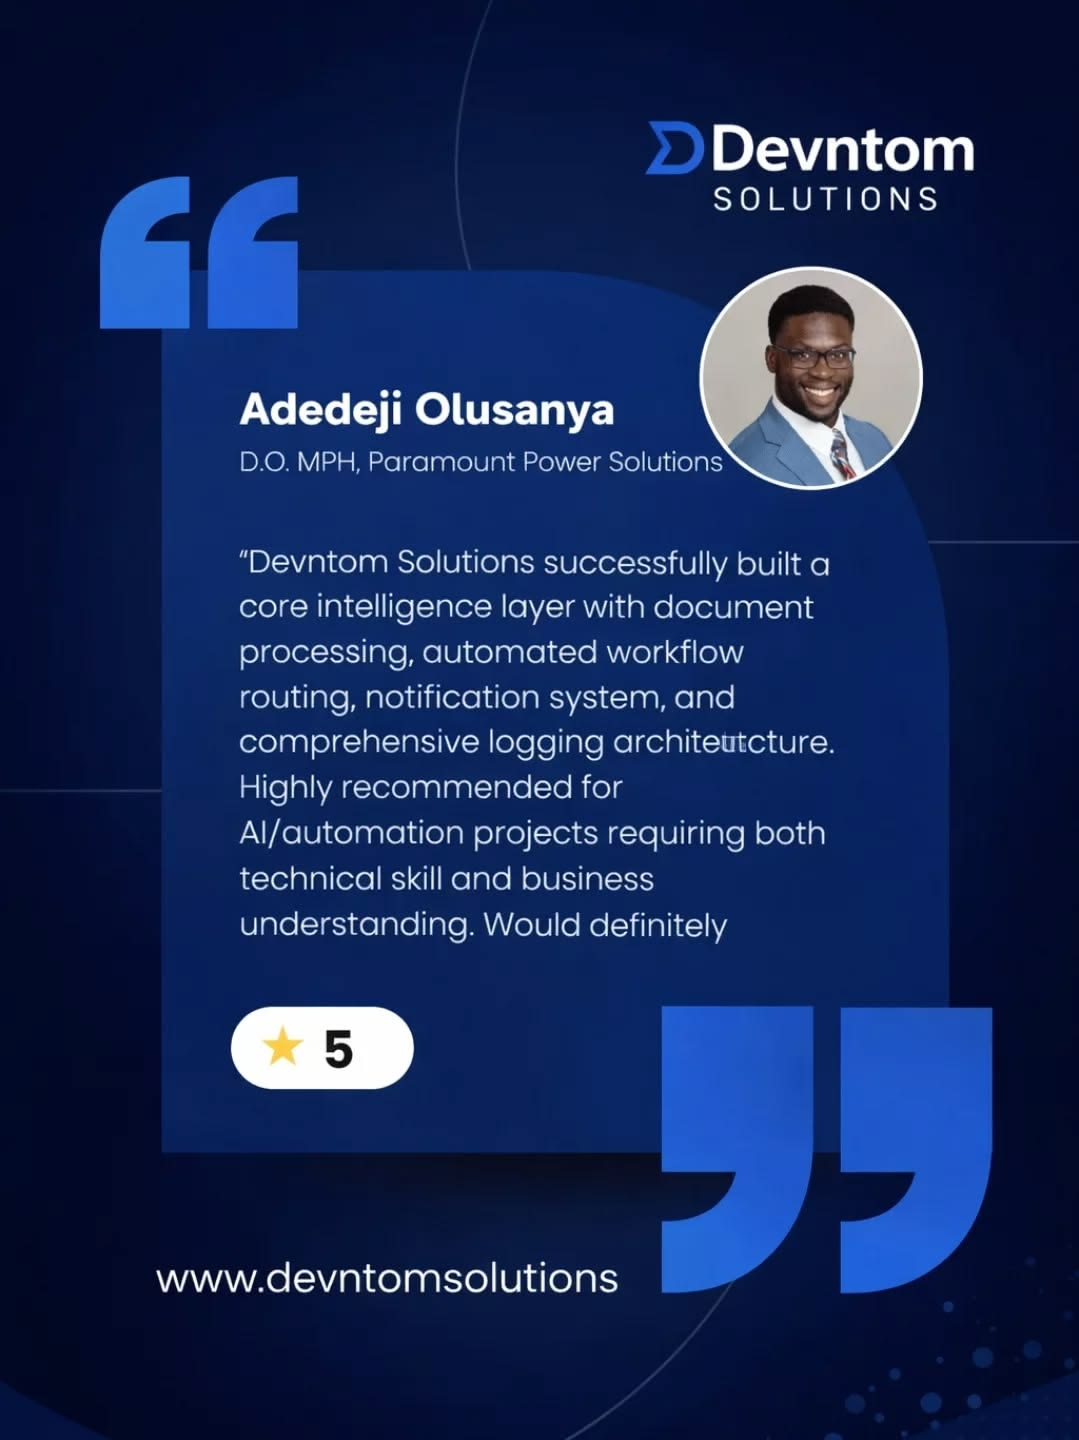 Devntom
SOLUTIONS
Adedeji Olusanya
D.O. MPH, Paramount Power Solutions
“Devntom Solutions successfully built a
core intelligence layer with document
processing, automated workflow
routing, notification system, and
comprehensive logging
Highly recommended for
AI/automation projects requiring both
technical skill and business
understanding. Would definitely
5
www.devntomsolutions